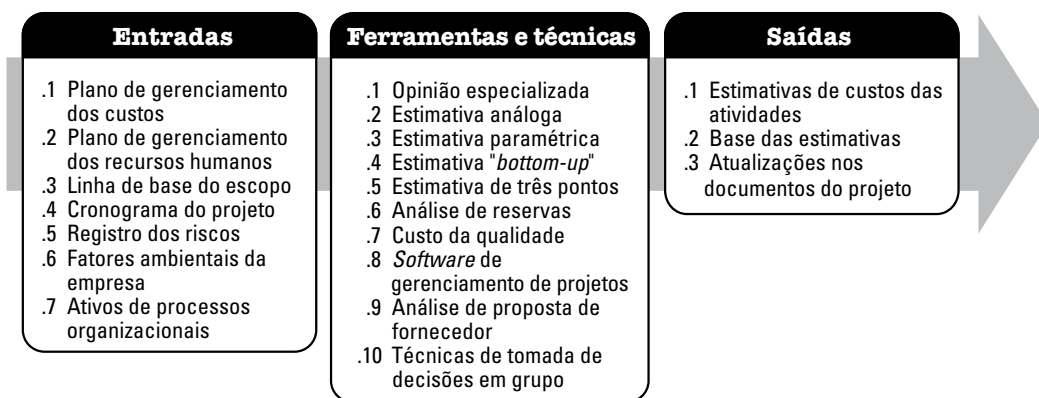 Entradas
.1 Plano de gerenciamento
dos custos
.2 Plano de gerenciamento
dos recursos humanos
.3 Linha de base do escopo
.4 Cronograma do projeto
.5 Registro dos riscos
.6 Fatores ambientais da
empresa
.7 Ativos de processos
organizacionais
Ferramentas e técnicas
.1 Opinião especializada
.2 Estimativa análoga
.3 Estimativa paramétrica
.4 Estimativa "bottom-up"
.5 Estimativa de três pontos
.6 Análise de reservas
.7 Custo da qualidade
.8 Software de
gerenciamento de projetos
.9 Análise de proposta de
fornecedor
.10 Técnicas de tomada de
decisões em grupo
Saídas
.1 Estimativas de custos das
atividades
.2 Base das estimativas
.3 Atualizações nos
documentos do projeto